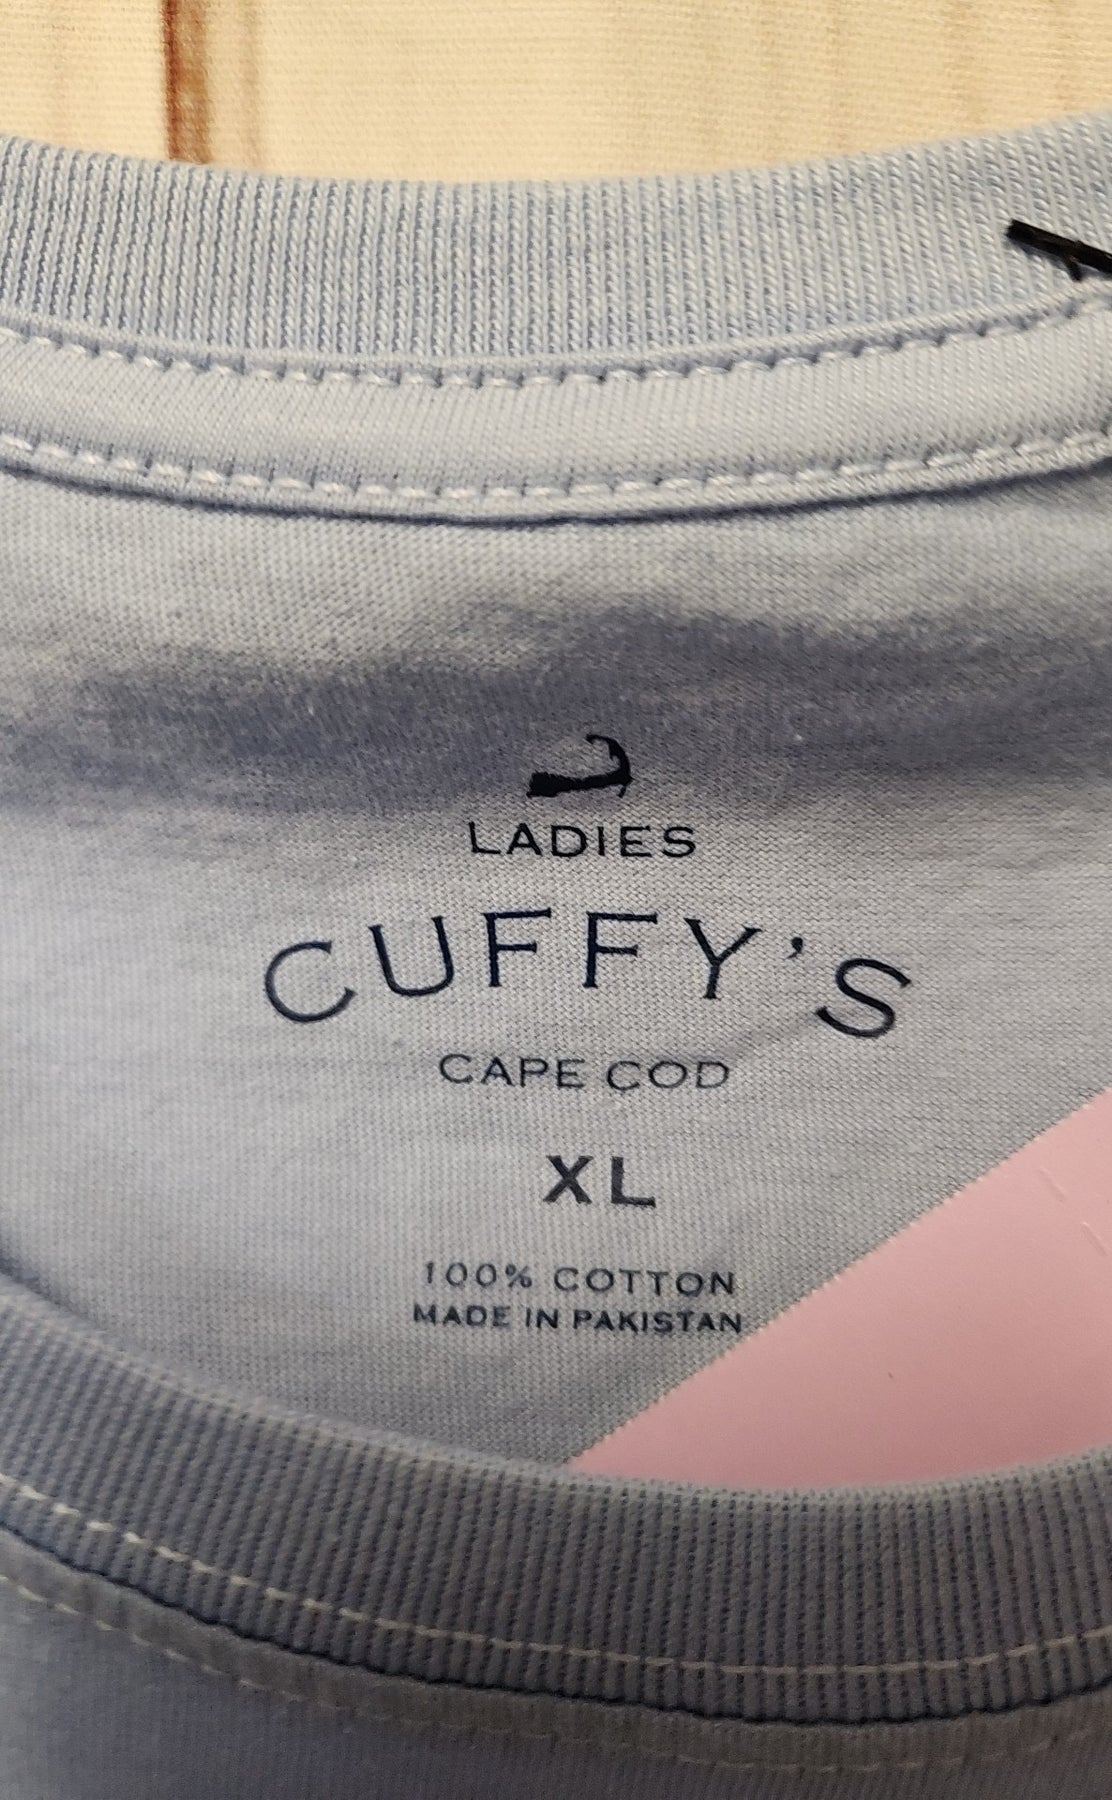 LADIES
CUFFY'S
CAPE COD
XL
100% COTTON
MADE IN PAKISTAN